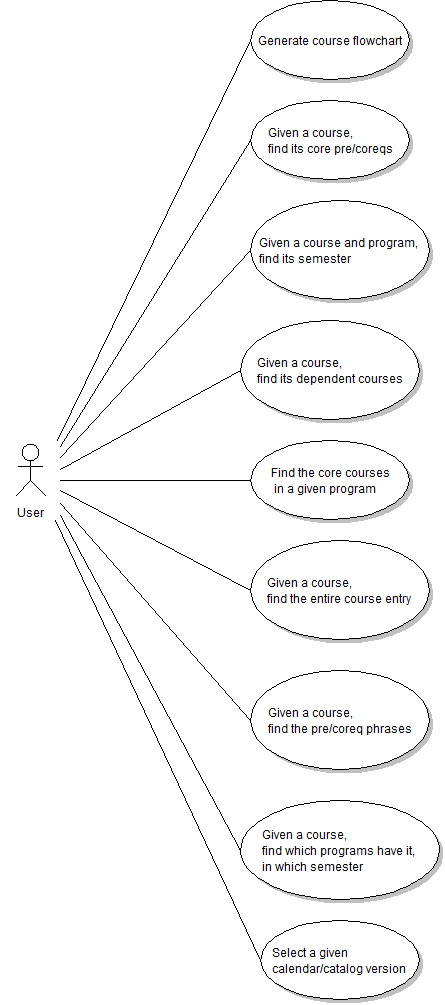 Generate course flowchart
Given a course,
find its core pre/coreqs
Given a course and program,
find its semester
Given a course,
find its dependent courses
Find the core courses
in a given program
User
Given a course,
find the entire course entry
Given a course,
find the pre/coreq phrases
Given a course,
find which programs have it,
in which semester
Select a given
calendar/catalog version